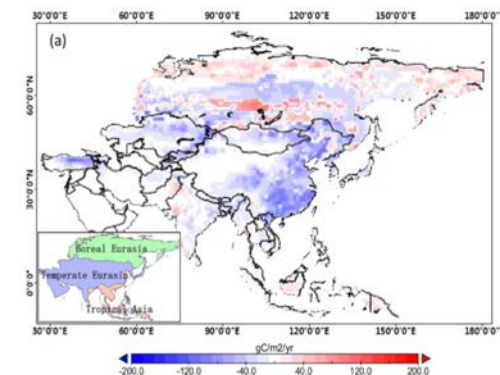 30°0'0" 60°0'0"E 90°0'0"E 120°0'0"E 150°0'0"E 180°0'0"
(a)
60°0'0"N
30°0'0"N
0°0'0"
Boreal Eurasia
Temperate Eurasia
Tropical Asia
30°0'0"E 60°0'0"E 90°0'0"E 120°0'0"E 150°0'0"E 180°0'0"
gC/m2/yr
-200.0 -120.0 -40.0 40.0 120.0 200.0